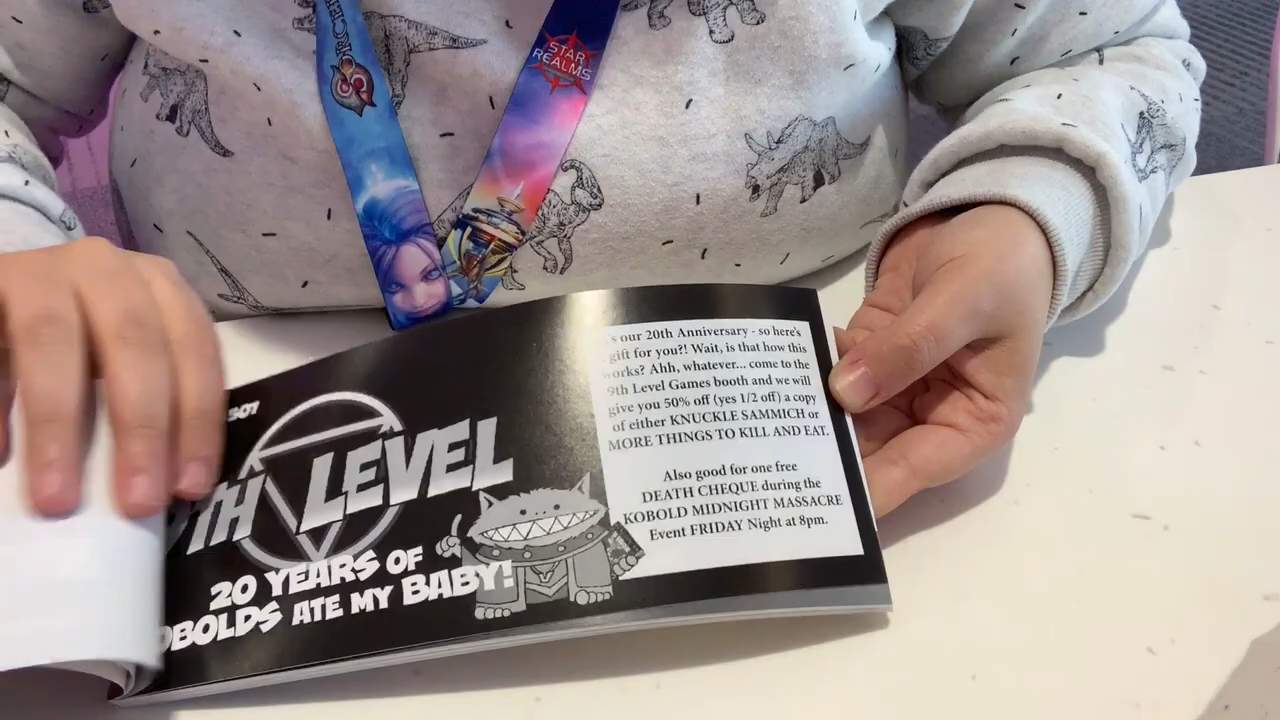 STAR
REALMS
9TH LEVEL
20 YEARS OF
KOBOLDS ATE MY BABY!
s our 20th Anniversary - so here's
gift for you?! Wait, is that how this
works? Ahh, whatever... come to the
9th Level Games booth and we will
give you 50% off (yes 1/2 off) a copy
of either KNUCKLE SAMMICH or
MORE THINGS TO KILL AND EAT.
Also good for one free
DEATH CHEQUE during the
KOBOLD MIDNIGHT MASSACRE
Event FRIDAY Night at 8pm.